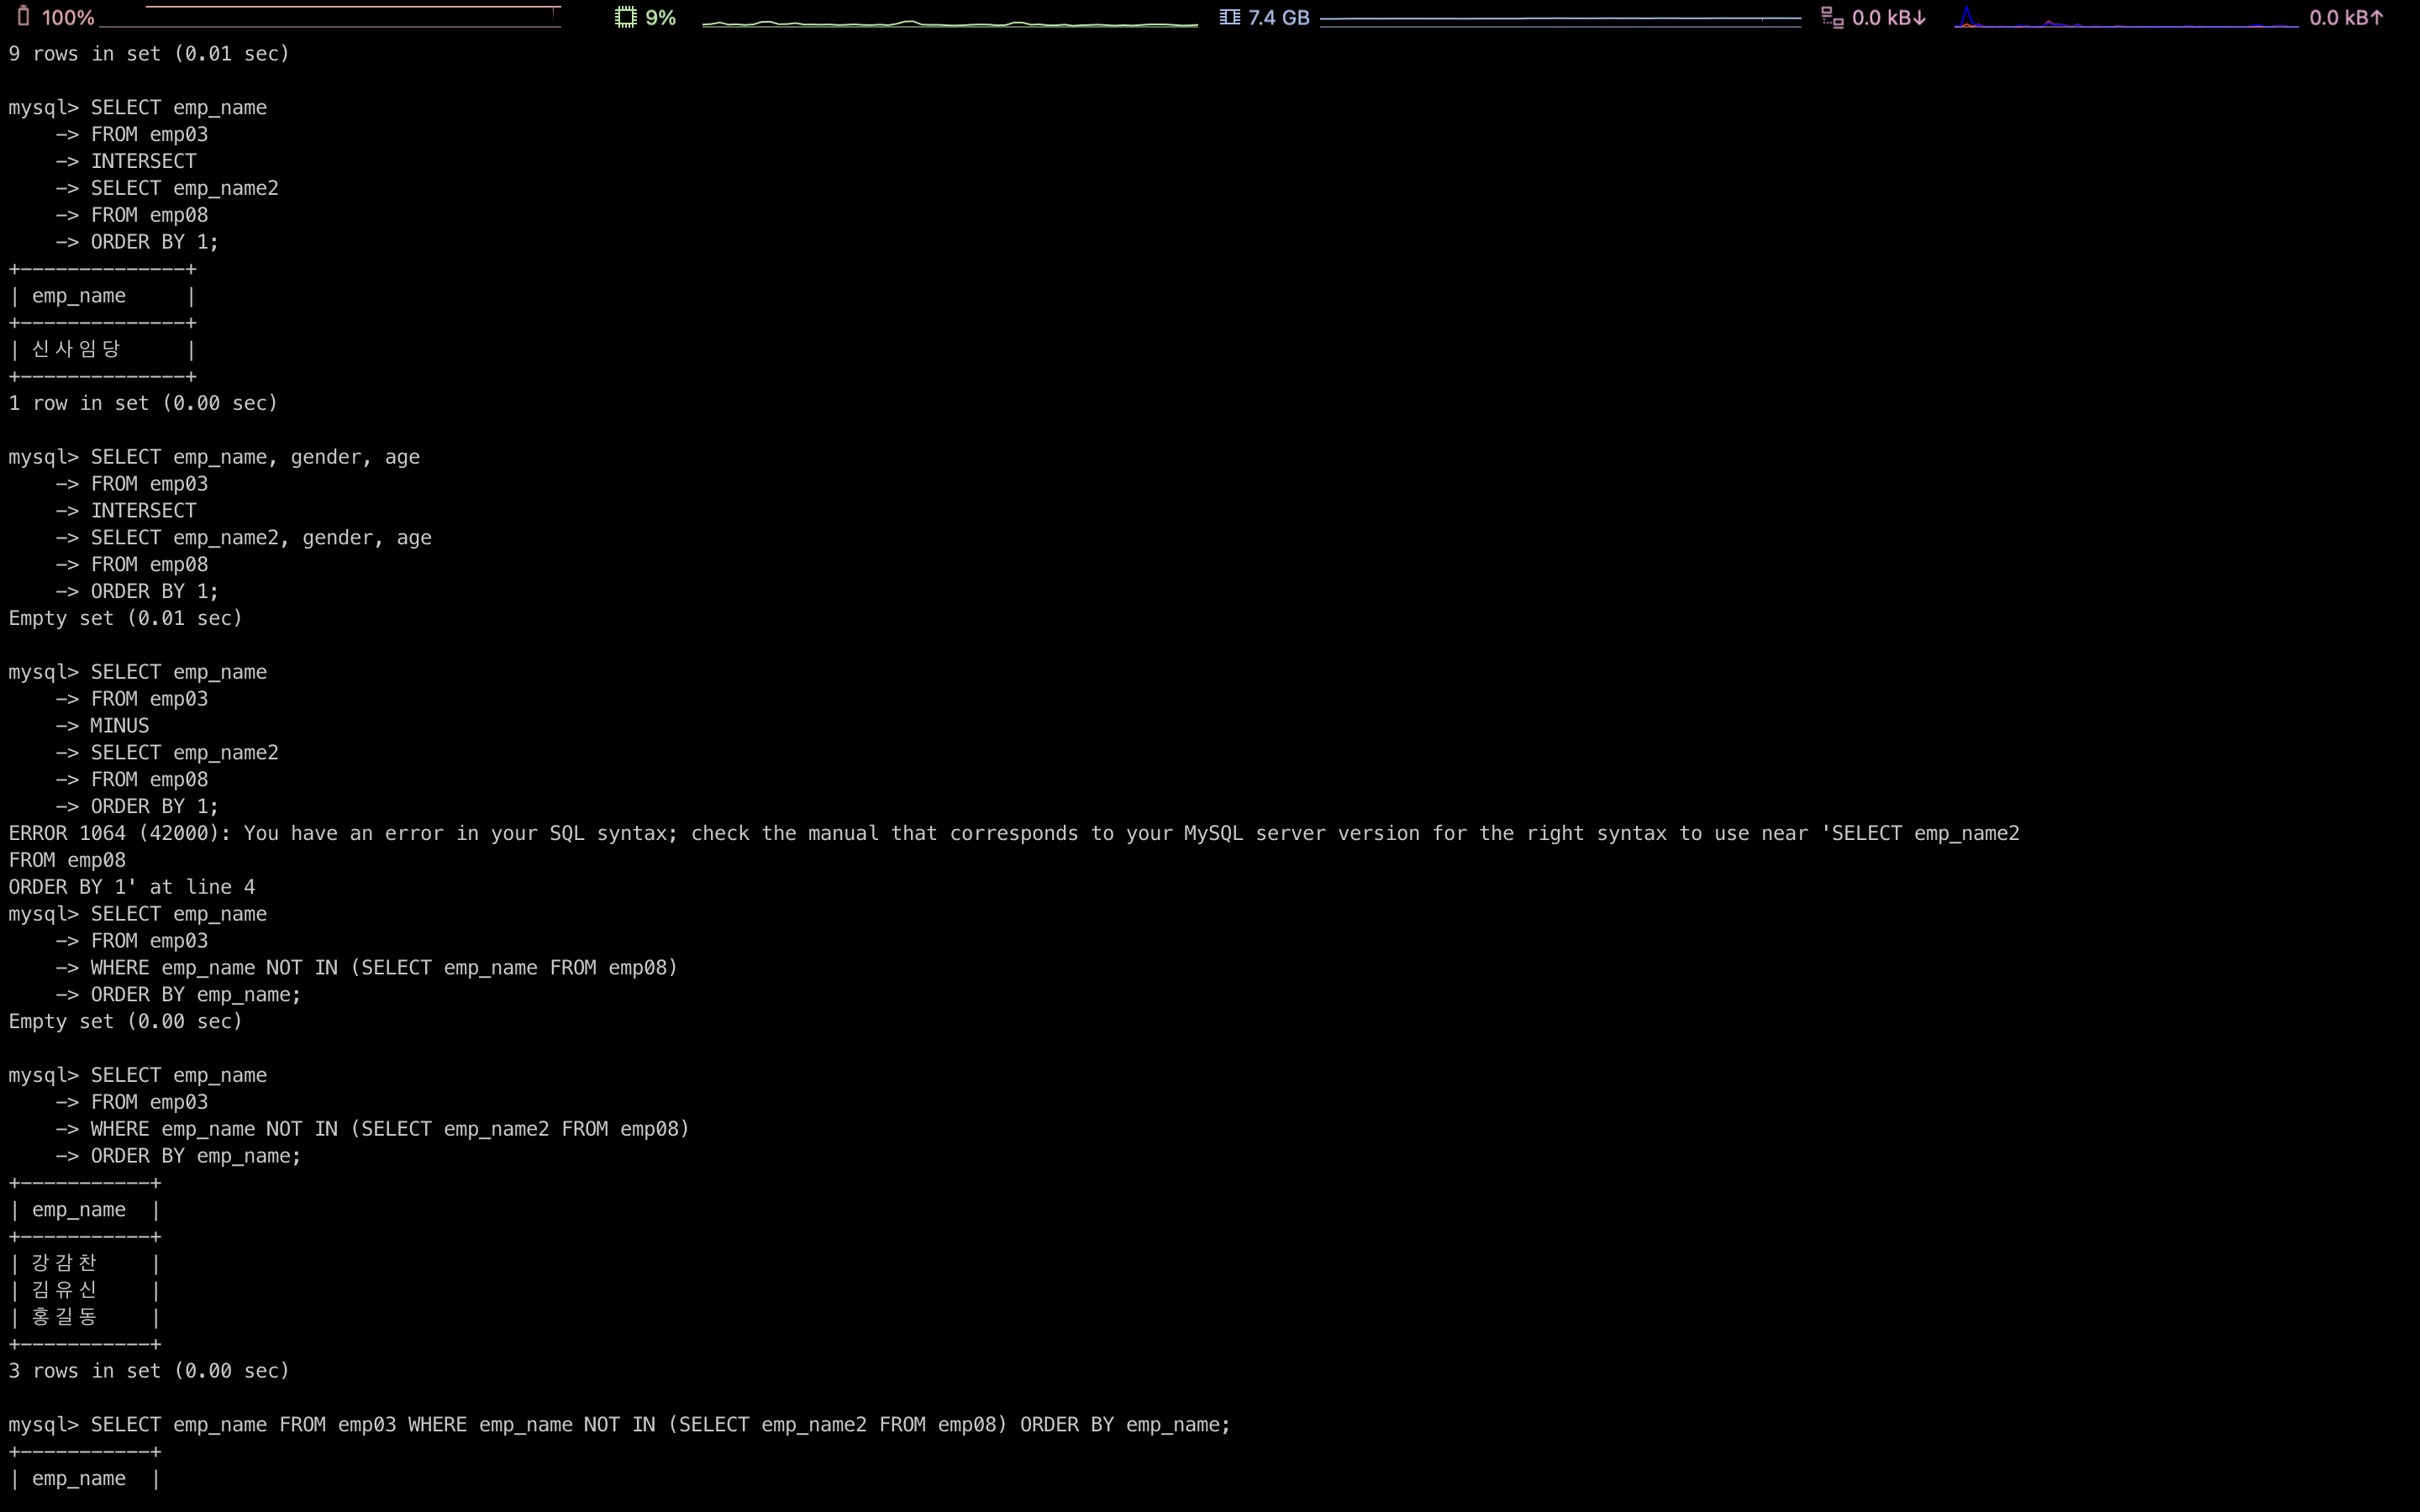 100% 9% 7.4 GB 0.0 kB↓ 0.0 kB↑
9 rows in set (0.01 sec)
mysql> SELECT emp_name
    -> FROM emp03
    -> INTERSECT
    -> SELECT emp_name2
    -> FROM emp08
    -> ORDER BY 1;
+--------------+
| emp_name     |
+--------------+
| 신사임당     |
+--------------+
1 row in set (0.00 sec)
mysql> SELECT emp_name, gender, age
    -> FROM emp03
    -> INTERSECT
    -> SELECT emp_name2, gender, age
    -> FROM emp08
    -> ORDER BY 1;
Empty set (0.01 sec)
mysql> SELECT emp_name
    -> FROM emp03
    -> MINUS
    -> SELECT emp_name2
    -> FROM emp08
    -> ORDER BY 1;
ERROR 1064 (42000): You have an error in your SQL syntax; check the manual that corresponds to your MySQL server version for the right syntax to use near 'SELECT emp_name2
FROM emp08
ORDER BY 1' at line 4
mysql> SELECT emp_name
    -> FROM emp03
    -> WHERE emp_name NOT IN (SELECT emp_name FROM emp08)
    -> ORDER BY emp_name;
Empty set (0.00 sec)
mysql> SELECT emp_name
    -> FROM emp03
    -> WHERE emp_name NOT IN (SELECT emp_name2 FROM emp08)
    -> ORDER BY emp_name;
+-----------+
| emp_name  |
+-----------+
| 강감찬    |
| 김유신    |
| 홍길동    |
+-----------+
3 rows in set (0.00 sec)
mysql> SELECT emp_name FROM emp03 WHERE emp_name NOT IN (SELECT emp_name2 FROM emp08) ORDER BY emp_name;
+-----------+
| emp_name  |